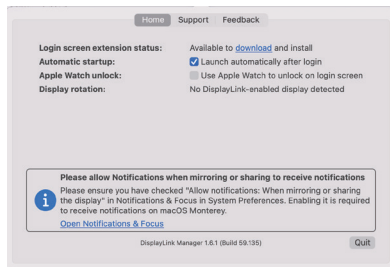 Home Support Feedback
Login screen extension status: Available to download and install
Automatic startup: Launch automatically after login
Apple Watch unlock: Use Apple Watch to unlock on login screen
Display rotation: No DisplayLink-enabled display detected
Please allow Notifications when mirroring or sharing to receive notifications
Please ensure you have checked "Allow notifications: When mirroring or sharing
the display" in Notifications & Focus in System Preferences. Enabling it is required
to receive notifications on macOS Monterey.
Open Notifications & Focus
DisplayLink Manager 1.6.1 (Build 59.135) Quit